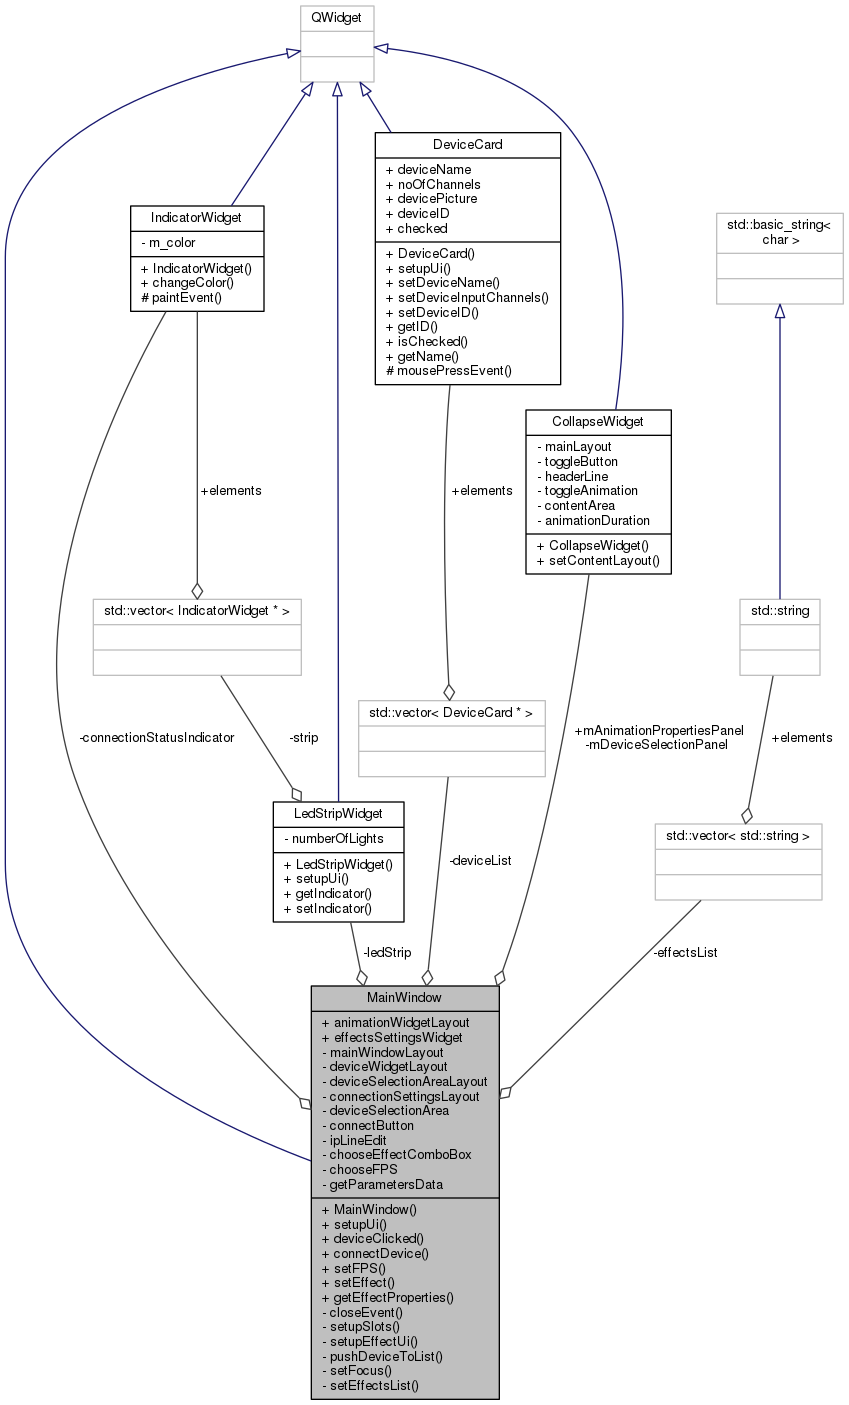 QWidget
DeviceCard
+ deviceName
+ noOfChannels
+ devicePicture
+ deviceID
+ checked
+ DeviceCard()
+ setupUi()
+ setDeviceName()
+ setDeviceInputChannels()
+ setDeviceID()
+ getID()
+ isChecked()
+ getName()
# mousePressEvent()
IndicatorWidget
- m_color
+ IndicatorWidget()
+ changeColor()
# paintEvent()
std::basic_string<
char >
CollapseWidget
- mainLayout
- toggleButton
- headerLine
- toggleAnimation
- contentArea
- animationDuration
+ CollapseWidget()
+ setContentLayout()
+elements
+elements
std::vector< IndicatorWidget * >
std::string
std::vector< DeviceCard * >
-connectionStatusIndicator
-strip
+mAnimationPropertiesPanel
-mDeviceSelectionPanel
+elements
LedStripWidget
- numberOfLights
+ LedStripWidget()
+ setupUi()
+ getIndicator()
+ setIndicator()
std::vector< std::string >
-deviceList
-ledStrip
-effectsList
MainWindow
+ animationWidgetLayout
+ effectsSettingsWidget
- mainWindowLayout
- deviceWidgetLayout
- deviceSelectionAreaLayout
- connectionSettingsLayout
- deviceSelectionArea
- connectButton
- ipLineEdit
- chooseEffectComboBox
- chooseFPS
- getParametersData
+ MainWindow()
+ setupUi()
+ deviceClicked()
+ connectDevice()
+ setFPS()
+ setEffect()
+ getEffectProperties()
- closeEvent()
- setupSlots()
- setupEffectUi()
- pushDeviceToList()
- setFocus()
- setEffectsList()